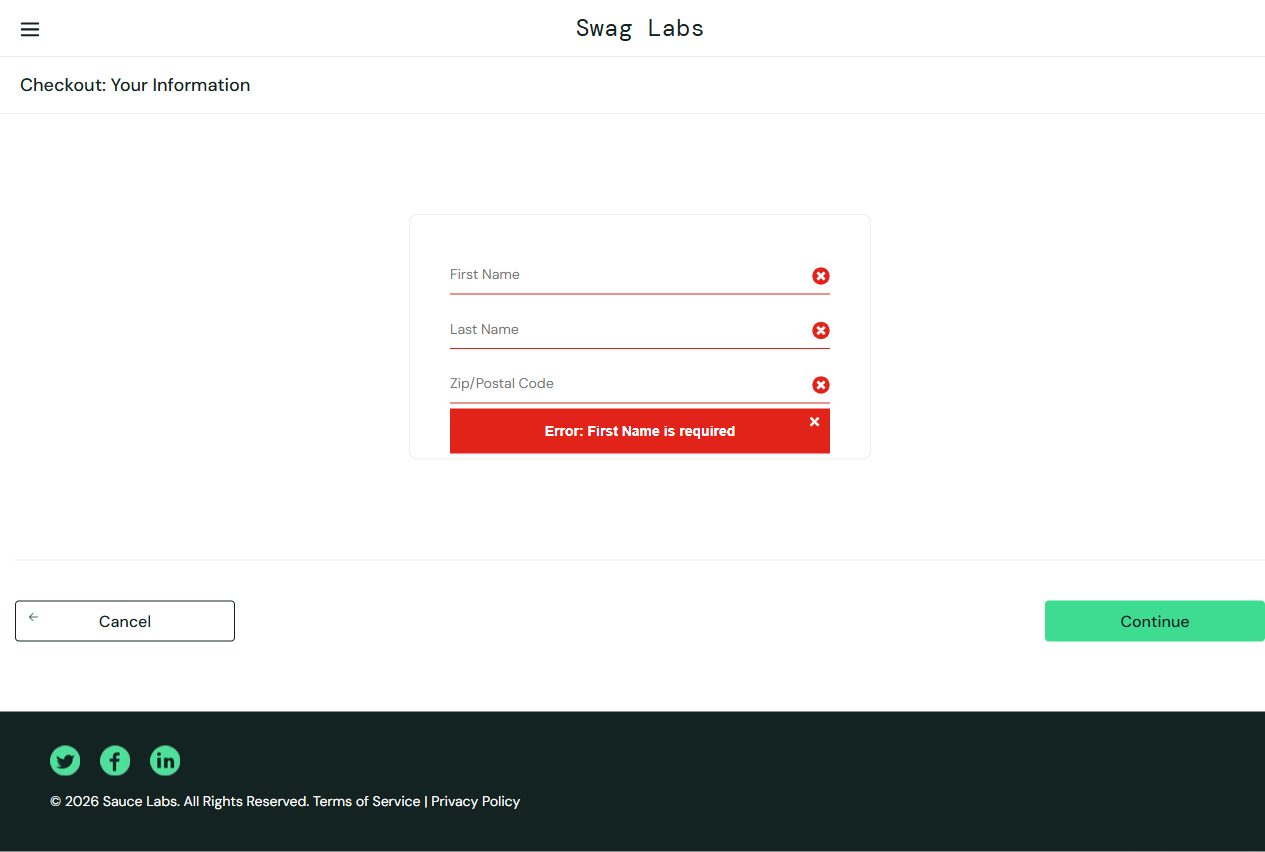 Swag Labs
Checkout: Your Information
First Name
Last Name
Zip/Postal Code
Error: First Name is required
Cancel
Continue
© 2026 Sauce Labs. All Rights Reserved. Terms of Service | Privacy Policy